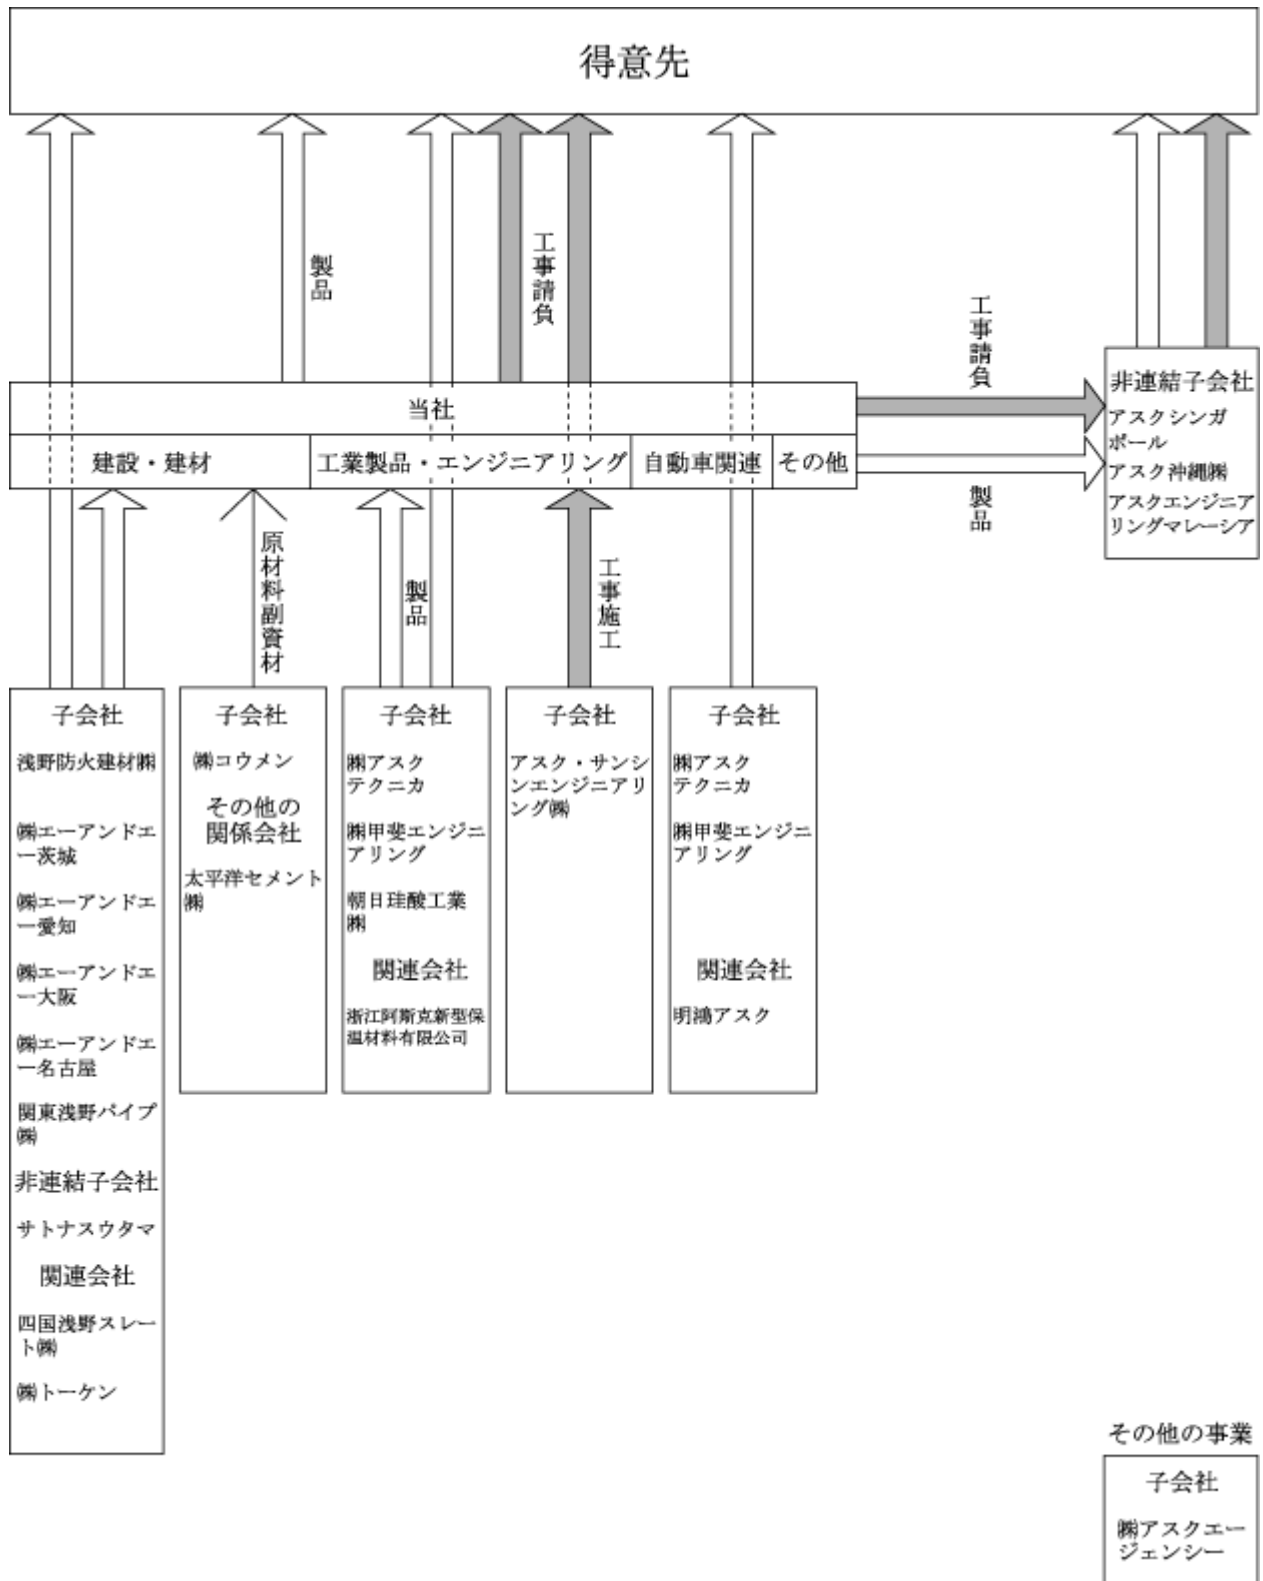 得意先
製品
工事請負
工事請負
当社
建設・建材
工業製品・エンジニアリング
自動車関連
その他
製品
非連結子会社
アスクシンガ
ポール
アスク沖縄㈱
アスクエンジニア
リングマレーシア
原材料副資材
製品
工事施工
子会社
浅野防火建材㈱
㈱エーアンドエ
ー茨城
㈱エーアンドエ
ー愛知
㈱エーアンドエ
ー大阪
㈱エーアンドエ
ー名古屋
関東浅野パイプ
㈱
非連結子会社
サトナスウタマ
関連会社
四国浅野スレー
ト㈱
㈱トーケン
子会社
㈱コウメン
その他の
関係会社
太平洋セメント
㈱
子会社
㈱アスク
テクニカ
㈱甲斐エンジニ
アリング
朝日珪酸工業
㈱
関連会社
浙江阿斯克新型保
温材料有限公司
子会社
アスク・サンシ
ンエンジニアリ
ング㈱
子会社
㈱アスク
テクニカ
㈱甲斐エンジニ
アリング
関連会社
明鴻アスク
その他の事業
子会社
㈱アスクエー
ジェンシー